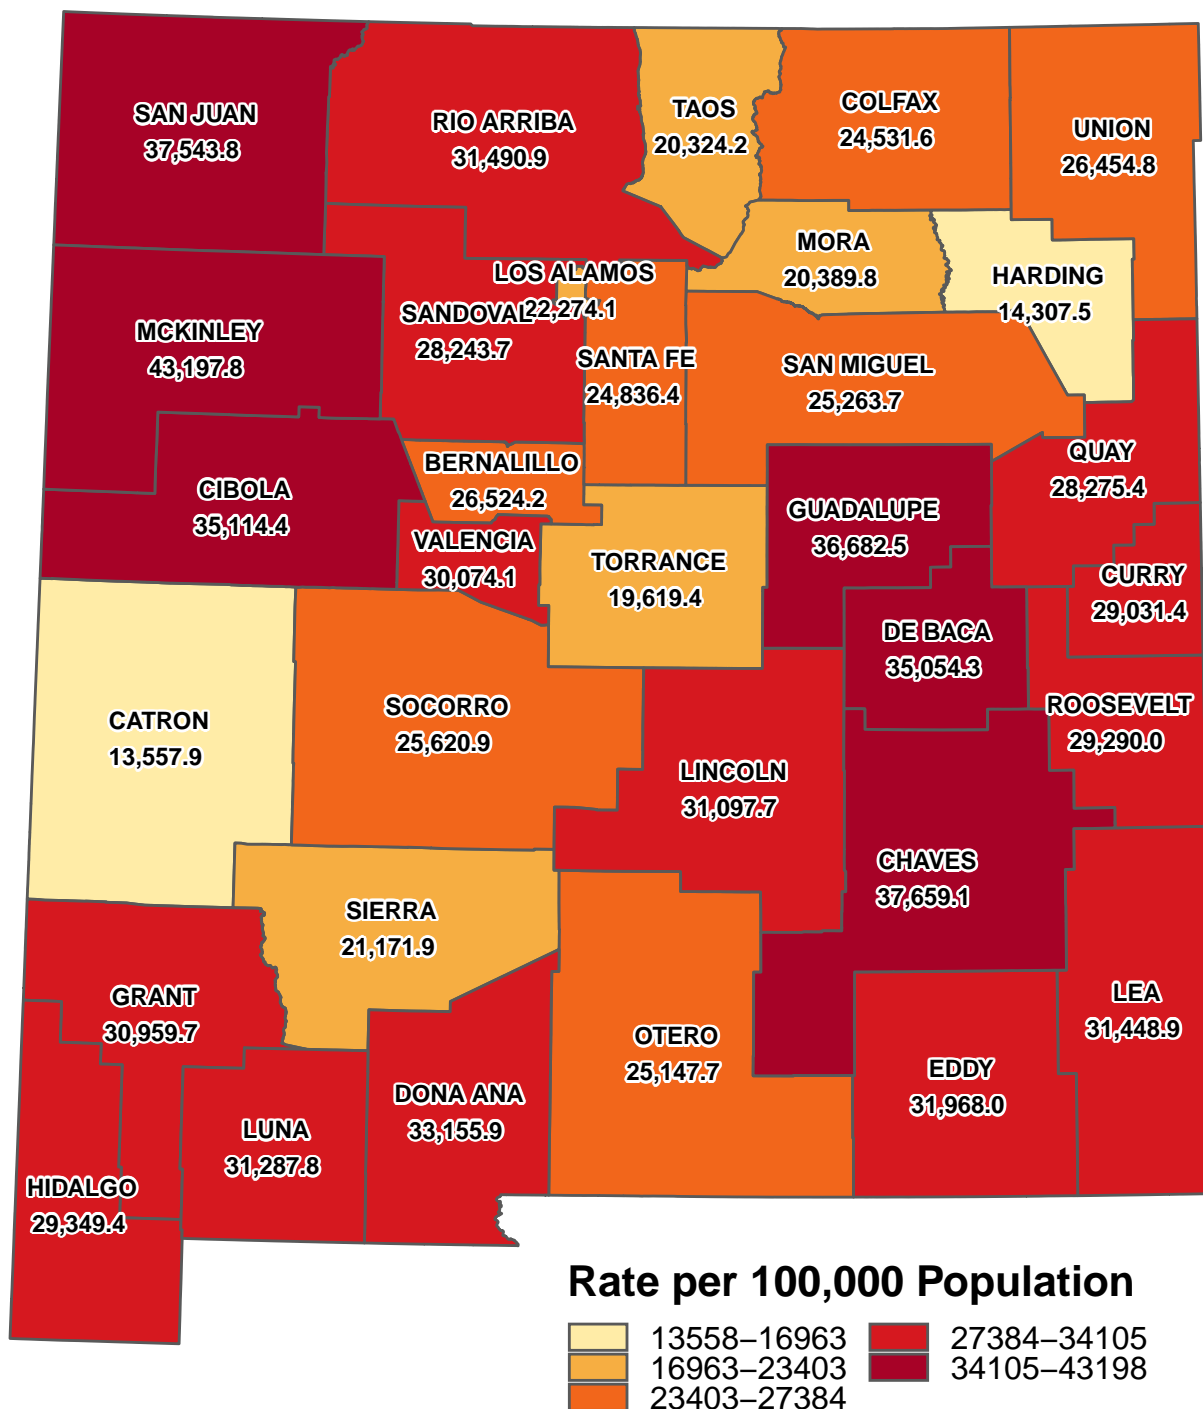 SAN JUAN
37,543.8
RIO ARRIBA
31,490.9
TAOS
20,324.2
COLFAX
24,531.6
UNION
26,454.8
MORA
20,389.8
HARDING
14,307.5
LOS ALAMOS
22,274.1
SANDOVAL
28,243.7
MCKINLEY
43,197.8
SANTA FE
24,836.4
SAN MIGUEL
25,263.7
QUAY
28,275.4
BERNALILLO
26,524.2
CIBOLA
35,114.4
GUADALUPE
36,682.5
VALENCIA
30,074.1
TORRANCE
19,619.4
CURRY
29,031.4
DE BACA
35,054.3
CATRON
13,557.9
SOCORRO
25,620.9
ROOSEVELT
29,290.0
LINCOLN
31,097.7
CHAVES
37,659.1
SIERRA
21,171.9
GRANT
30,959.7
LEA
31,448.9
OTERO
25,147.7
EDDY
31,968.0
DONA ANA
33,155.9
LUNA
31,287.8
HIDALGO
29,349.4
Rate per 100,000 Population
13558–16963
16963–23403
23403–27384
27384–34105
34105–43198